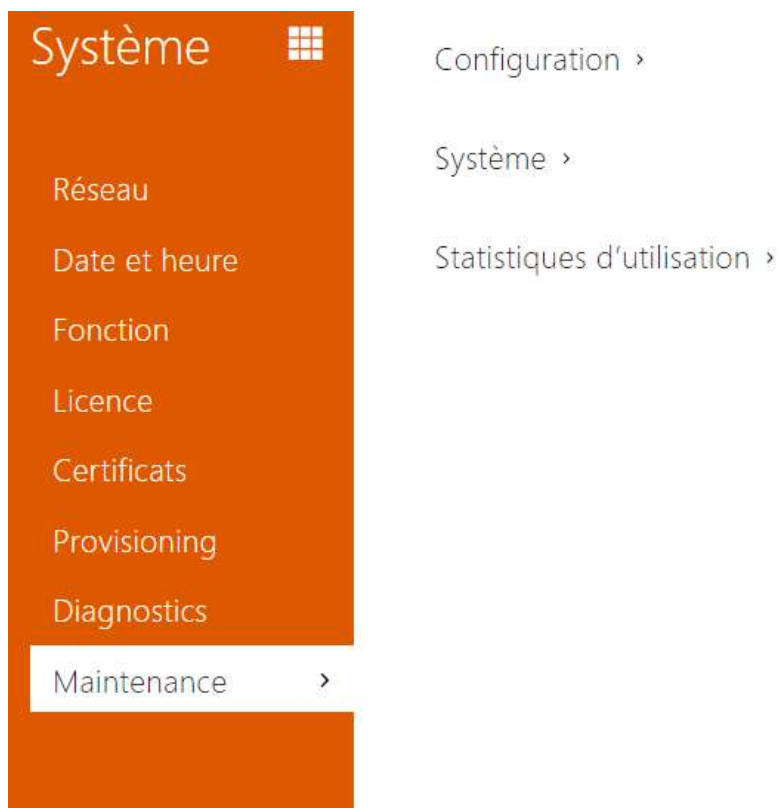 Système
Réseau
Date et heure
Fonction
Licence
Certificats
Provisioning
Diagnostics
Maintenance ›
Configuration ›
Système ›
Statistiques d’utilisation ›